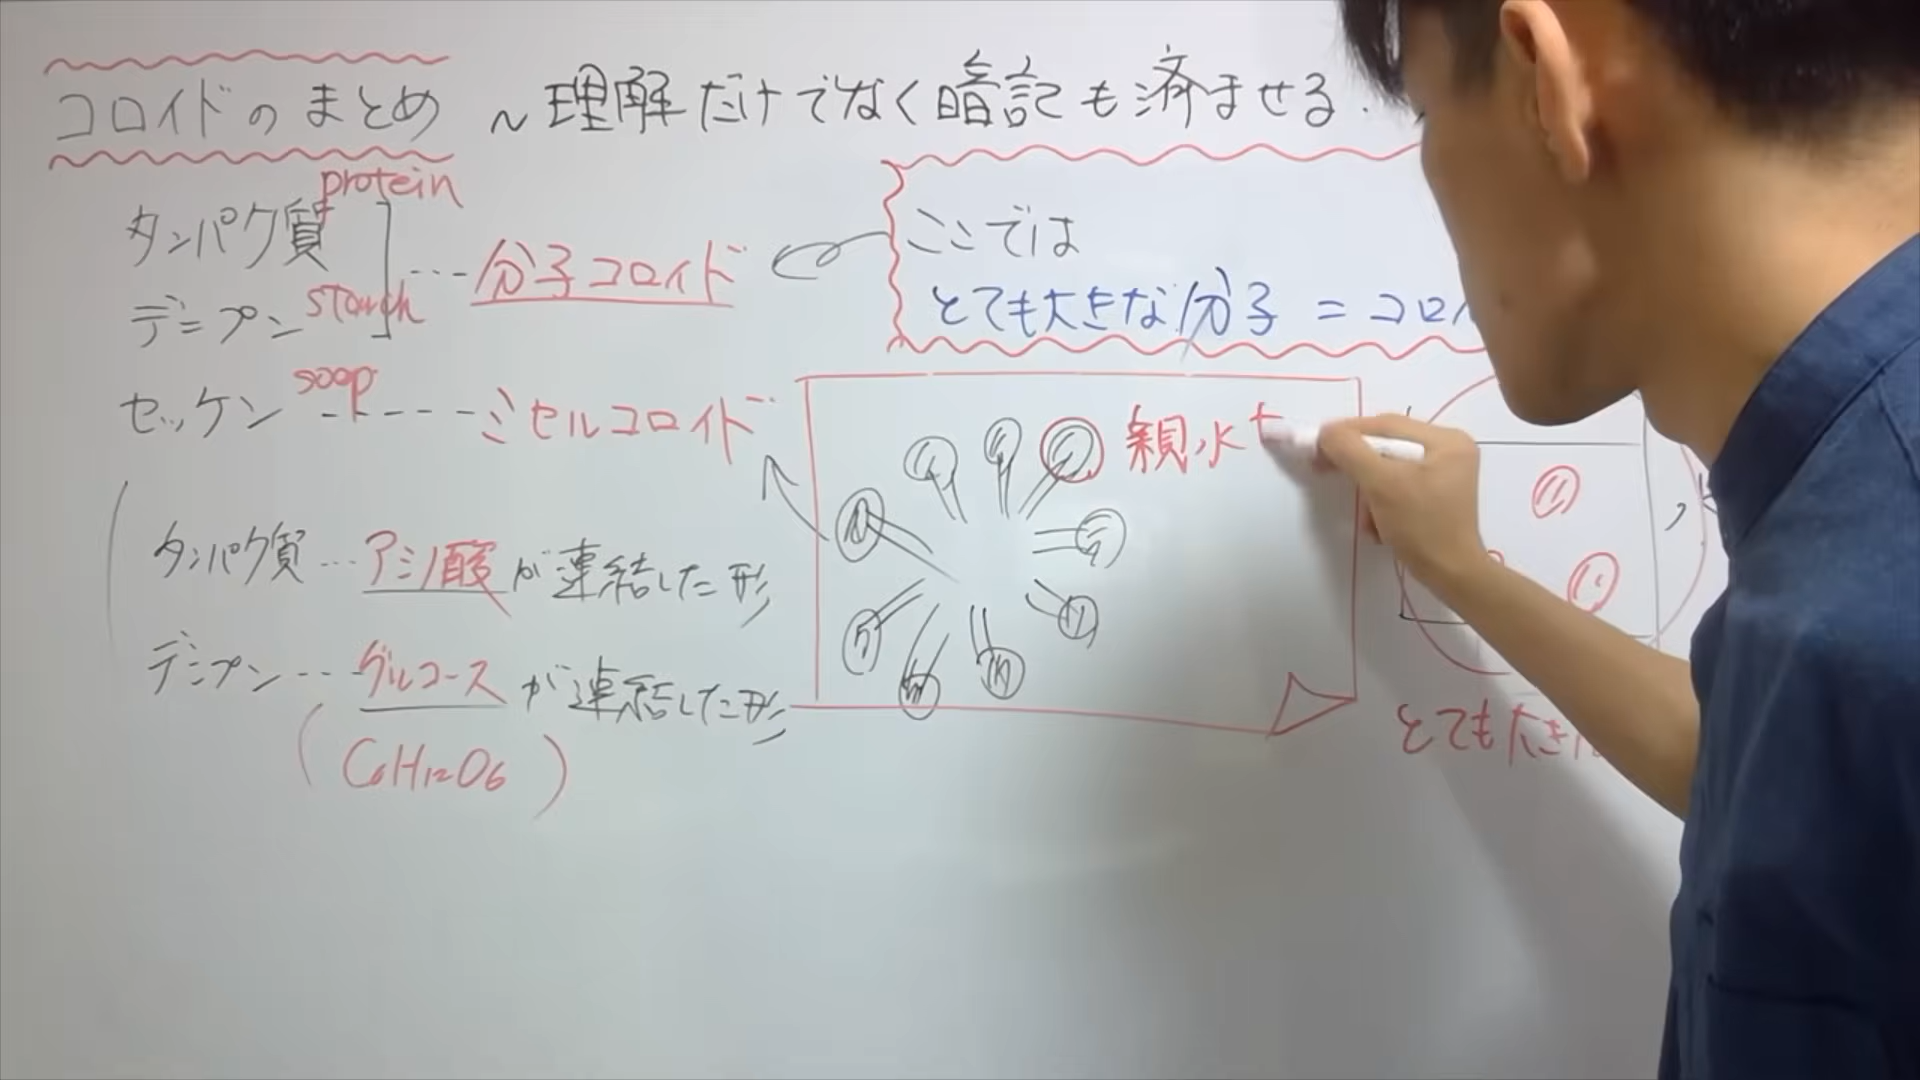 コロイドのまとめ ~理解だけでなく暗記も済ませる
protein
タンパク質
分子コロイド
デンプン starch
ここでは
とても大きな分子 = コロイ
セッケン soap ミセルコロイド
親水
タンパク質…アミノ酸が連結した形
デンプン…グルコースが連結した形
(C6H12O6)
とても大き